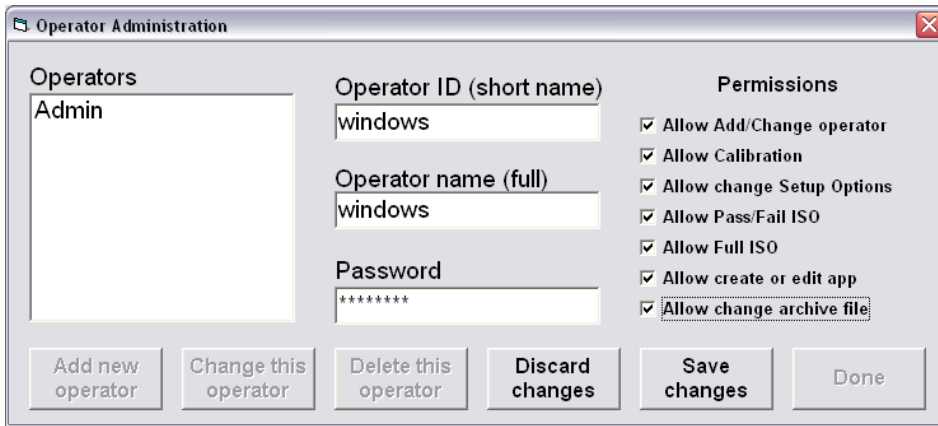 Operator Administration
Operators
Admin
Operator ID (short name)
windows
Operator name (full)
windows
Password
********
Permissions
Allow Add/Change operator
Allow Calibration
Allow change Setup Options
Allow Pass/Fail ISO
Allow Full ISO
Allow create or edit app
Allow change archive file
Add new
operator
Change this
operator
Delete this
operator
Discard
changes
Save
changes
Done